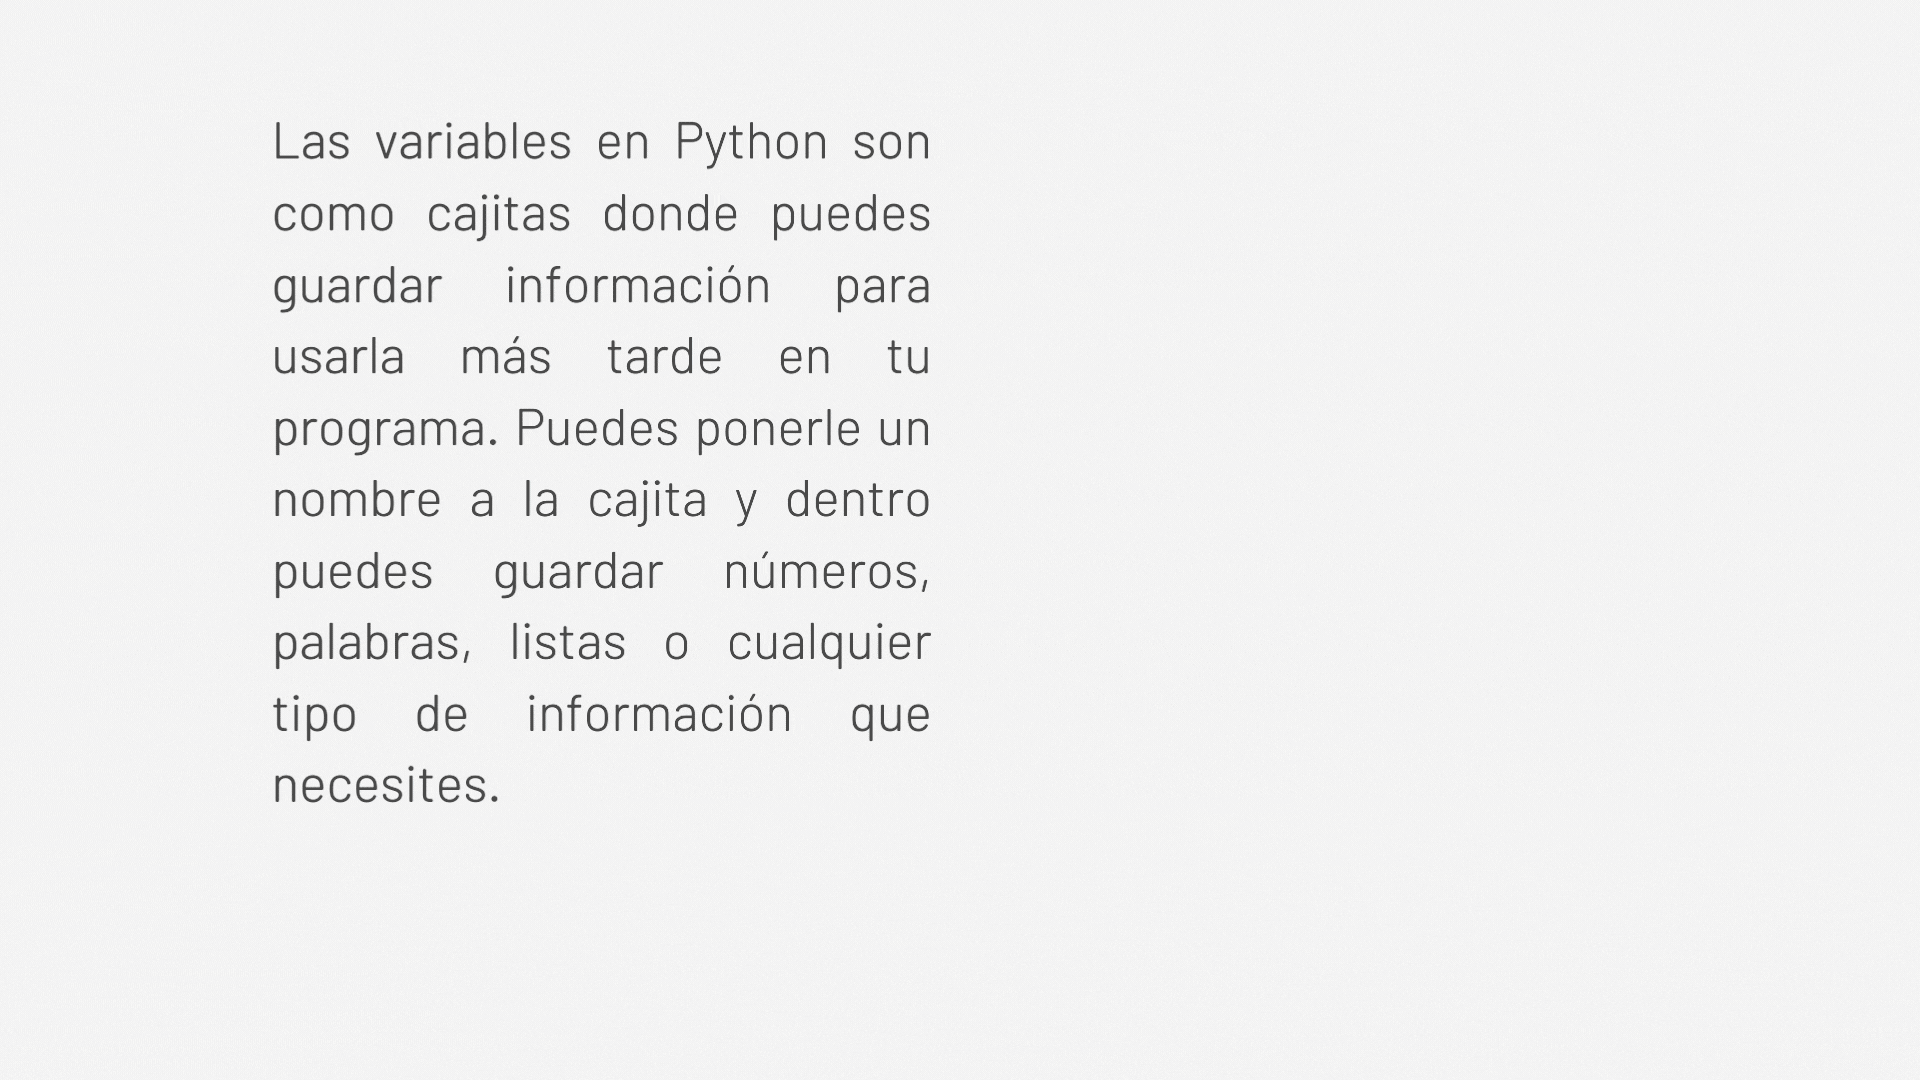 Las variables en Python son
como cajitas donde puedes
guardar información para
usarla más tarde en tu
programa. Puedes ponerle un
nombre a la cajita y dentro
puedes guardar números,
palabras, listas o cualquier
tipo de información que
necesites.